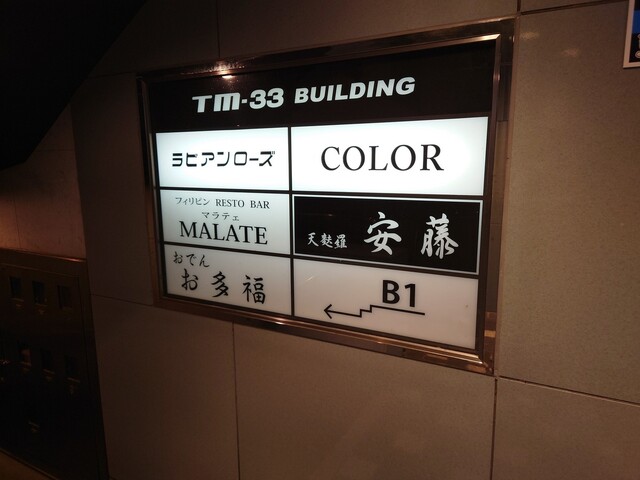 TM-33 BUILDING
ラビアンローズ
COLOR
フィリピン RESTO BAR
マラテェ
MALATE
天麩羅 安藤
おでん
お多福
B1